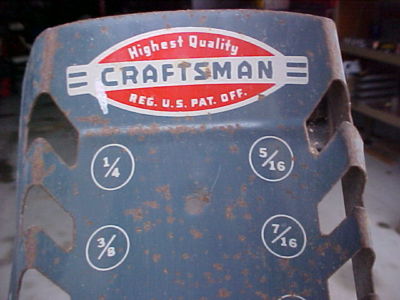 Highest Quality
CRAFTSMAN
REG. U.S. PAT. OFF.
1/4
5/16
3/8
7/16